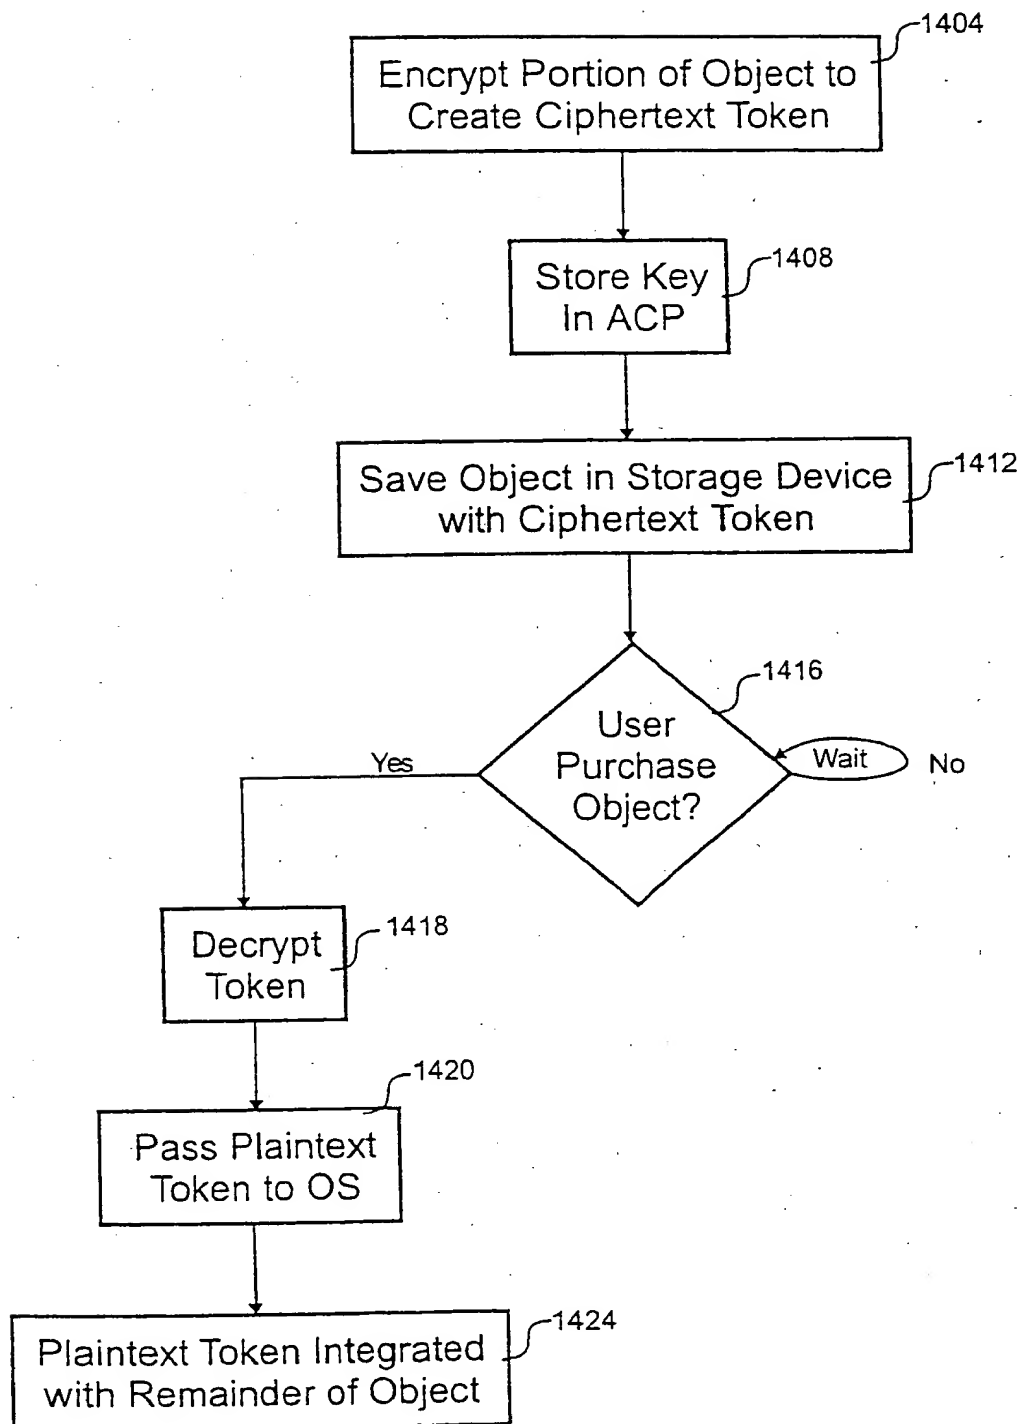 1404
Encrypt Portion of Object to
Create Ciphertext Token
1408
Store Key
In ACP
1412
Save Object in Storage Device
with Ciphertext Token
1416
User
Purchase
Object?
Yes
Wait
No
1418
Decrypt
Token
1420
Pass Plaintext
Token to OS
1424
Plaintext Token Integrated
with Remainder of Object